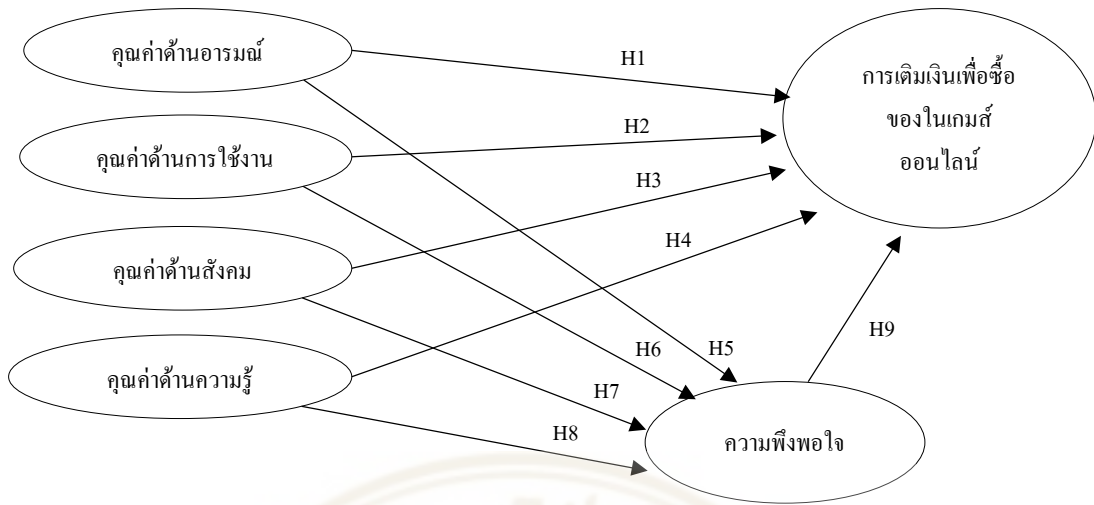 คุณค่าด้านอารมณ์
H1
การเติมเงินเพื่อซื้อ
ของในเกมส์
ออนไลน์
คุณค่าด้านการใช้งาน
H2
H3
คุณค่าด้านสังคม
H4
คุณค่าด้านความรู้
H6
H5
H9
H7
H8
ความพึงพอใจ